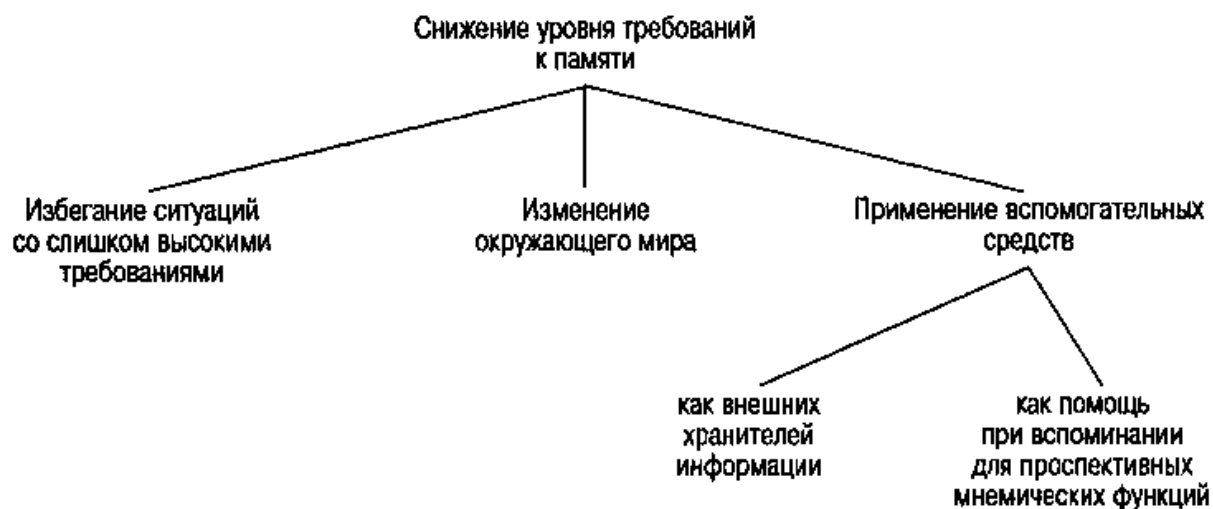 Снижение уровня требований
к памяти
Избегание ситуаций
со слишком высокими
требованиями
Изменение
окружающего мира
Применение вспомогательных
средств
как внешних
хранителей
информации
как помощь
при вспоминании
для проспективных
мнемических функций